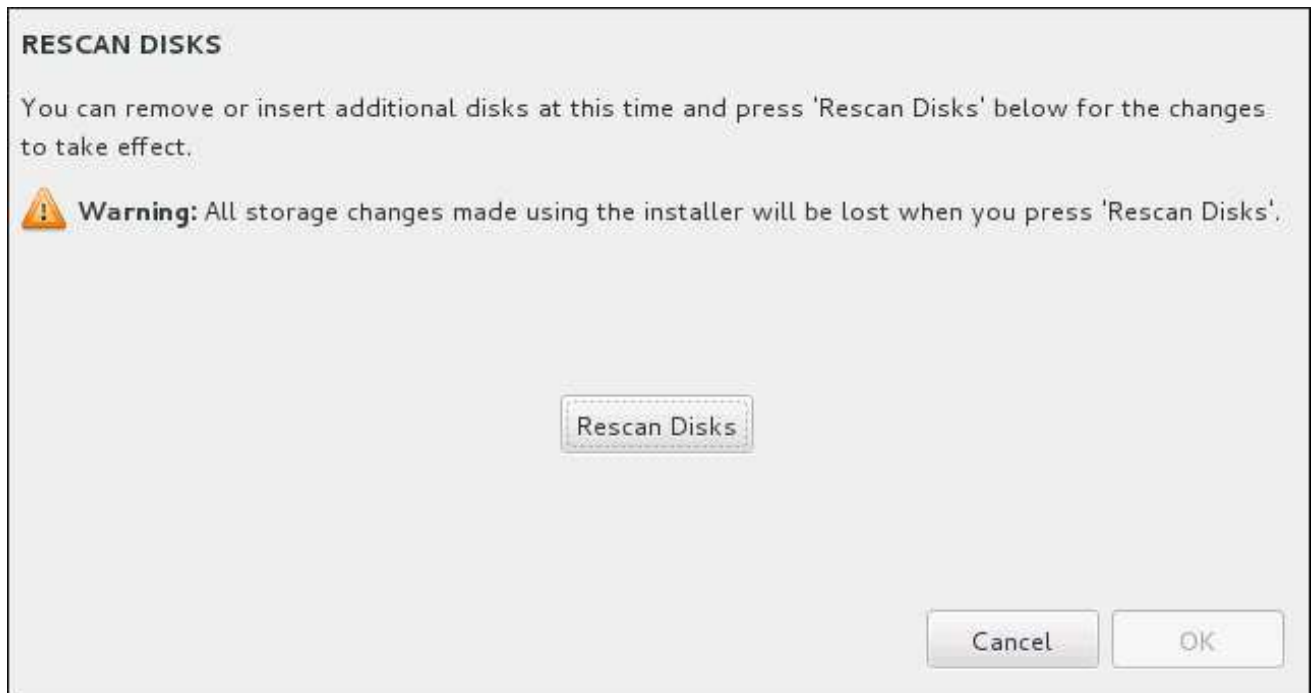 RESCAN DISKS
You can remove or insert additional disks at this time and press 'Rescan Disks' below for the changes
to take effect.
Warning: All storage changes made using the installer will be lost when you press 'Rescan Disks'.
Rescan Disks
Cancel
OK